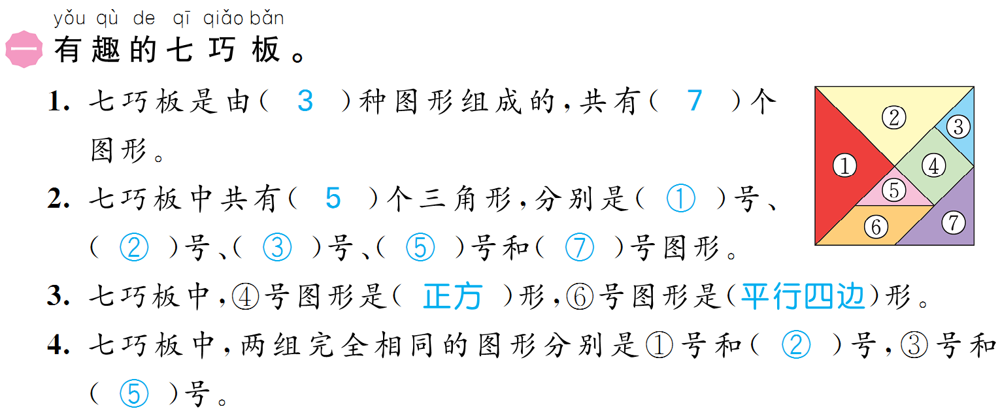 yǒu qù de qī qiǎo bǎn
一 有趣的七巧板。
1. 七巧板是由( 3 )种图形组成的,共有( 7 )个
图形。
2. 七巧板中共有( 5 )个三角形,分别是( ① )号、
( ② )号、( ③ )号、( ⑤ )号和( ⑦ )号图形。
3. 七巧板中,④号图形是( 正方 )形,⑥号图形是(平行四边)形。
4. 七巧板中,两组完全相同的图形分别是①号和( ② )号,③号和
( ⑤ )号。
②
③
①
④
⑤
⑥
⑦